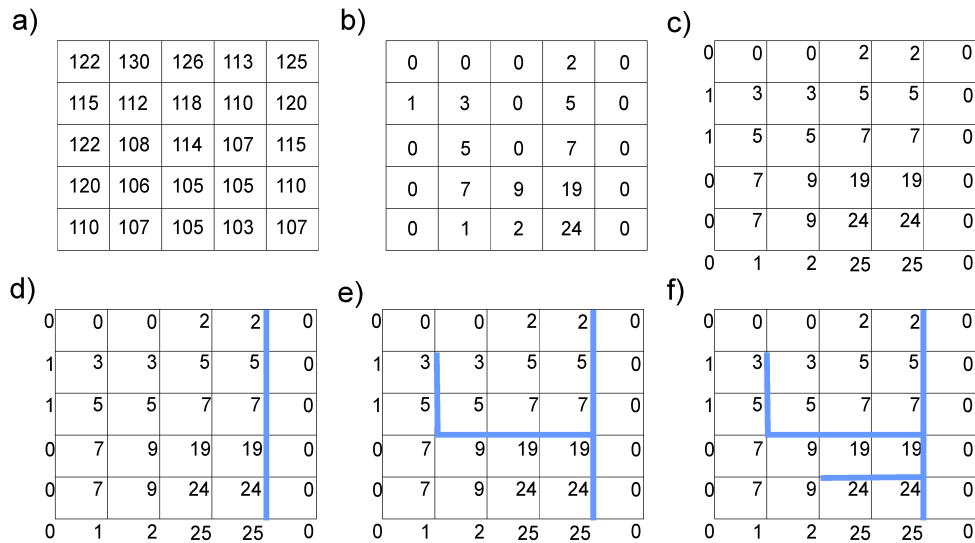 a)
122 130 126 113 125
115 112 118 110 120
122 108 114 107 115
120 106 105 105 110
110 107 105 103 107
b)
0 0 0 2 0
1 3 0 5 0
0 5 0 7 0
0 7 9 19 0
0 1 2 24 0
c)
0 0 0 2 2 0
1 3 3 5 5 0
1 5 5 7 7 0
0 7 9 19 19 0
0 7 9 24 24 0
0 1 2 25 25 0
d)
0 0 0 2 2 0
1 3 3 5 5 0
1 5 5 7 7 0
0 7 9 19 19 0
0 7 9 24 24 0
0 1 2 25 25 0
e)
0 0 0 2 2 0
1 3 3 5 5 0
1 5 5 7 7 0
0 7 9 19 19 0
0 7 9 24 24 0
0 1 2 25 25 0
f)
0 0 0 2 2 0
1 3 3 5 5 0
1 5 5 7 7 0
0 7 9 19 19 0
0 7 9 24 24 0
0 1 2 25 25 0